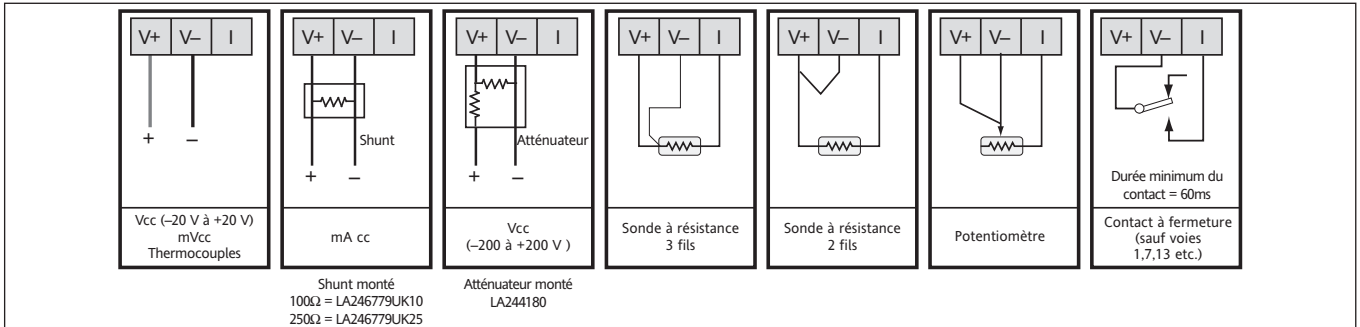 V+ V– I
+ –
Vcc (–20 V à +20 V)
mVcc
Thermocouples
V+ V– I
Shunt
+ –
mA cc
Shunt monté
100Ω = LA246779UK10
250Ω = LA246779UK25
V+ V– I
Atténuateur
+ –
Vcc
(–200 à +200 V )
Atténuateur monté
LA244180
V+ V– I
Sonde à résistance
3 fils
V+ V– I
Sonde à résistance
2 fils
V+ V– I
Potentiomètre
V+ V– I
Durée minimum du
contact = 60ms
Contact à fermeture
(sauf voies
1,7,13 etc.)